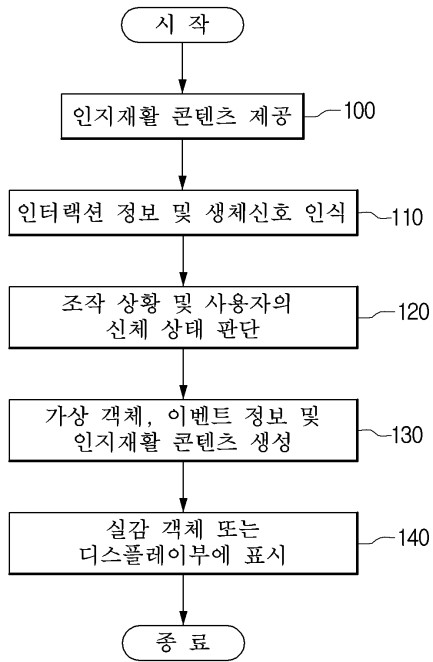 시 작
인지재활 콘텐츠 제공
100
인터랙션 정보 및 생체신호 인식
110
조작 상황 및 사용자의
신체 상태 판단
120
가상 객체, 이벤트 정보 및
인지재활 콘텐츠 생성
130
실감 객체 또는
디스플레이부에 표시
140
종 료